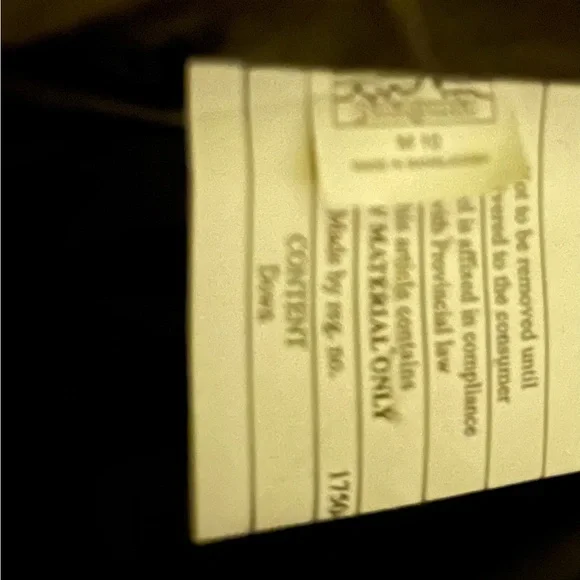 ot to be removed until
vered to the consumer
is affixed in compliance
with Provincial law
his article contains
MATERIAL ONLY
Made by reg. no.
1750
CONTENT
Down